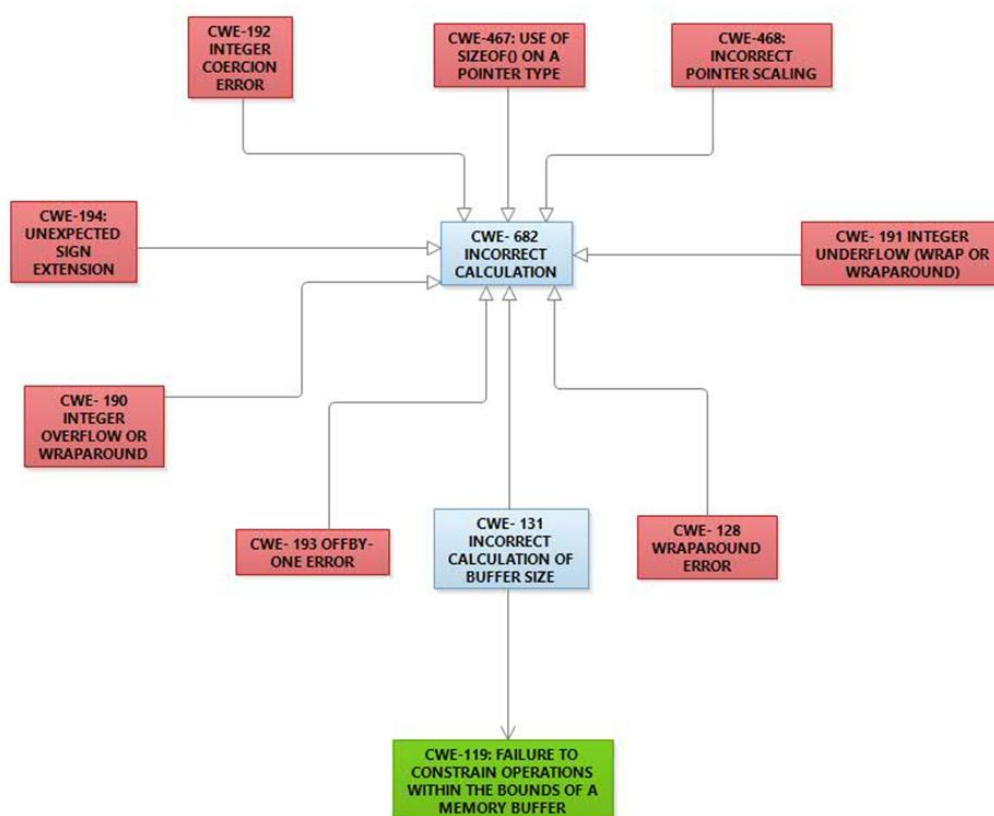 CWE-192
INTEGER
COERCION
ERROR
CWE-467: USE OF
SIZEOF() ON A
POINTER TYPE
CWE-468:
INCORRECT
POINTER SCALING
CWE-194:
UNEXPECTED
SIGN
EXTENSION
CWE- 682
INCORRECT
CALCULATION
CWE- 191 INTEGER
UNDERFLOW (WRAP OR
WRAPAROUND)
CWE- 190
INTEGER
OVERFLOW OR
WRAPAROUND
CWE- 193 OFFBY-
ONE ERROR
CWE- 131
INCORRECT
CALCULATION OF
BUFFER SIZE
CWE- 128
WRAPAROUND
ERROR
CWE-119: FAILURE TO
CONSTRAIN OPERATIONS
WITHIN THE BOUNDS OF A
MEMORY BUFFER